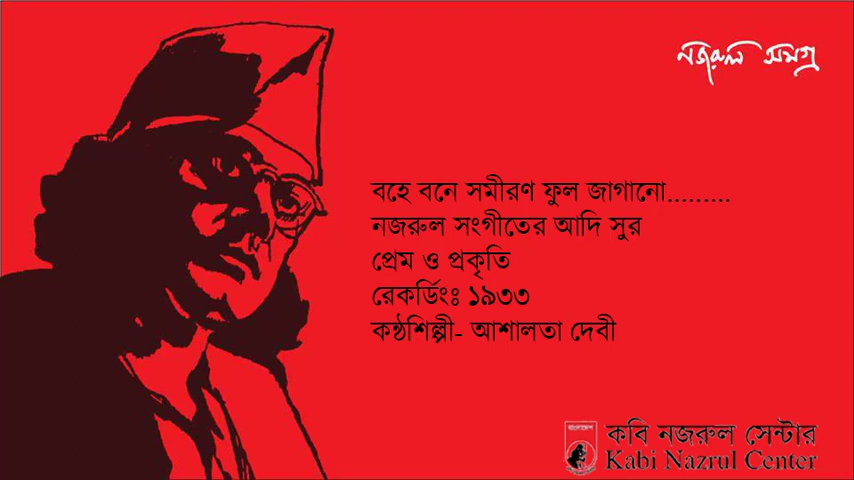 নজরুল সমগ্র
বহে বনে সমীরণ ফুল জাগানো.........
নজরুল সংগীতের আদি সুর
প্রেম ও প্রকৃতি
রেকর্ডিংঃ ১৯৩৩
কন্ঠশিল্পী- আশালতা দেবী
বাংলাদেশ
কবি নজরুল সেন্টার
Kabi Nazrul Center